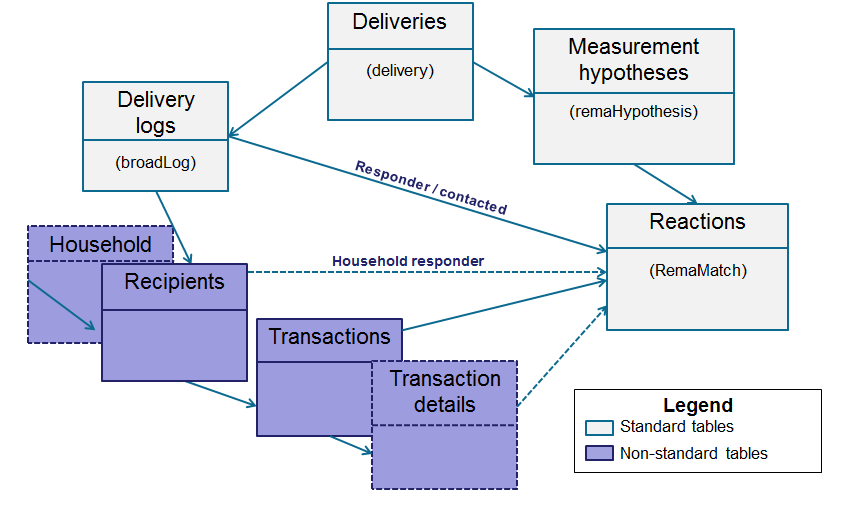 Deliveries
(delivery)
Measurement
hypotheses
(remaHypothesis)
Delivery
logs
(broadLog)
Responder / contacted
Reactions
(RemaMatch)
Household
Household responder
Recipients
Transactions
Transaction
details
Legend
Standard tables
Non-standard tables